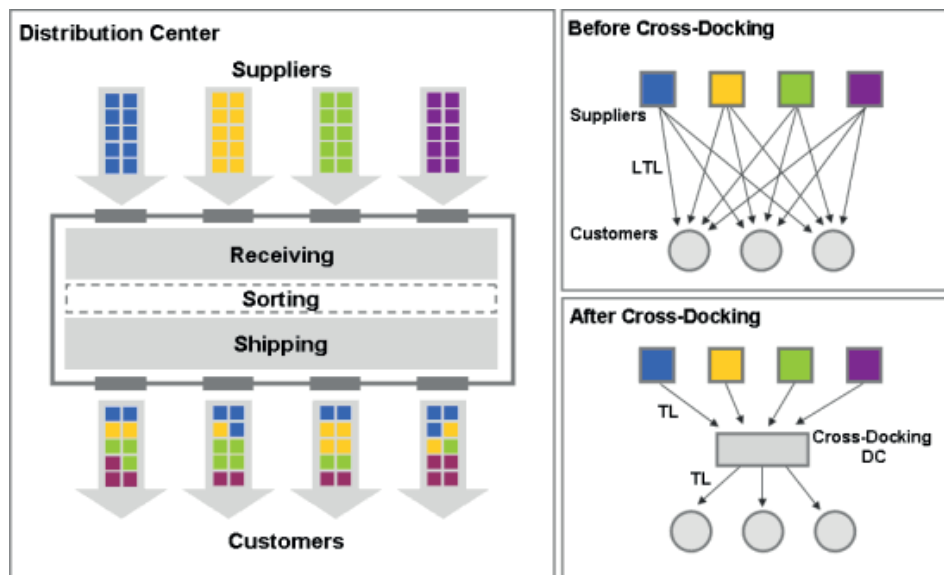 Distribution Center
Suppliers
Receiving
Sorting
Shipping
Customers
Before Cross-Docking
Suppliers
LTL
Customers
After Cross-Docking
TL
Cross-Docking
DC
TL